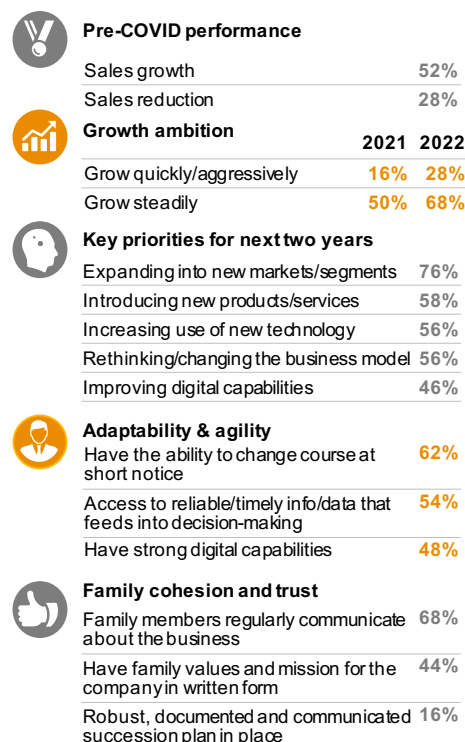 Pre-COVID performance
Sales growth 52%
Sales reduction 28%
Growth ambition
2021 2022
Grow quickly/aggressively 16% 28%
Grow steadily 50% 68%
Key priorities for next two years
Expanding into new markets/segments 76%
Introducing new products/services 58%
Increasing use of new technology 56%
Rethinking/changing the business model 56%
Improving digital capabilities 46%
Adaptability & agility
Have the ability to change course at 62%
short notice
Access to reliable/timely info/data that 54%
feeds into decision-making
Have strong digital capabilities 48%
Family cohesion and trust
Family members regularly communicate 68%
about the business
Have family values and mission for the 44%
company in written form
Robust, documented and communicated 16%
succession plan in place